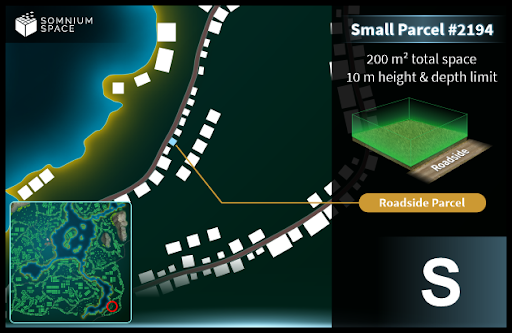 SOMNIUM
SPACE
Small Parcel #2194
200 m² total space
10 m height & depth limit
Roadside
Roadside Parcel
S